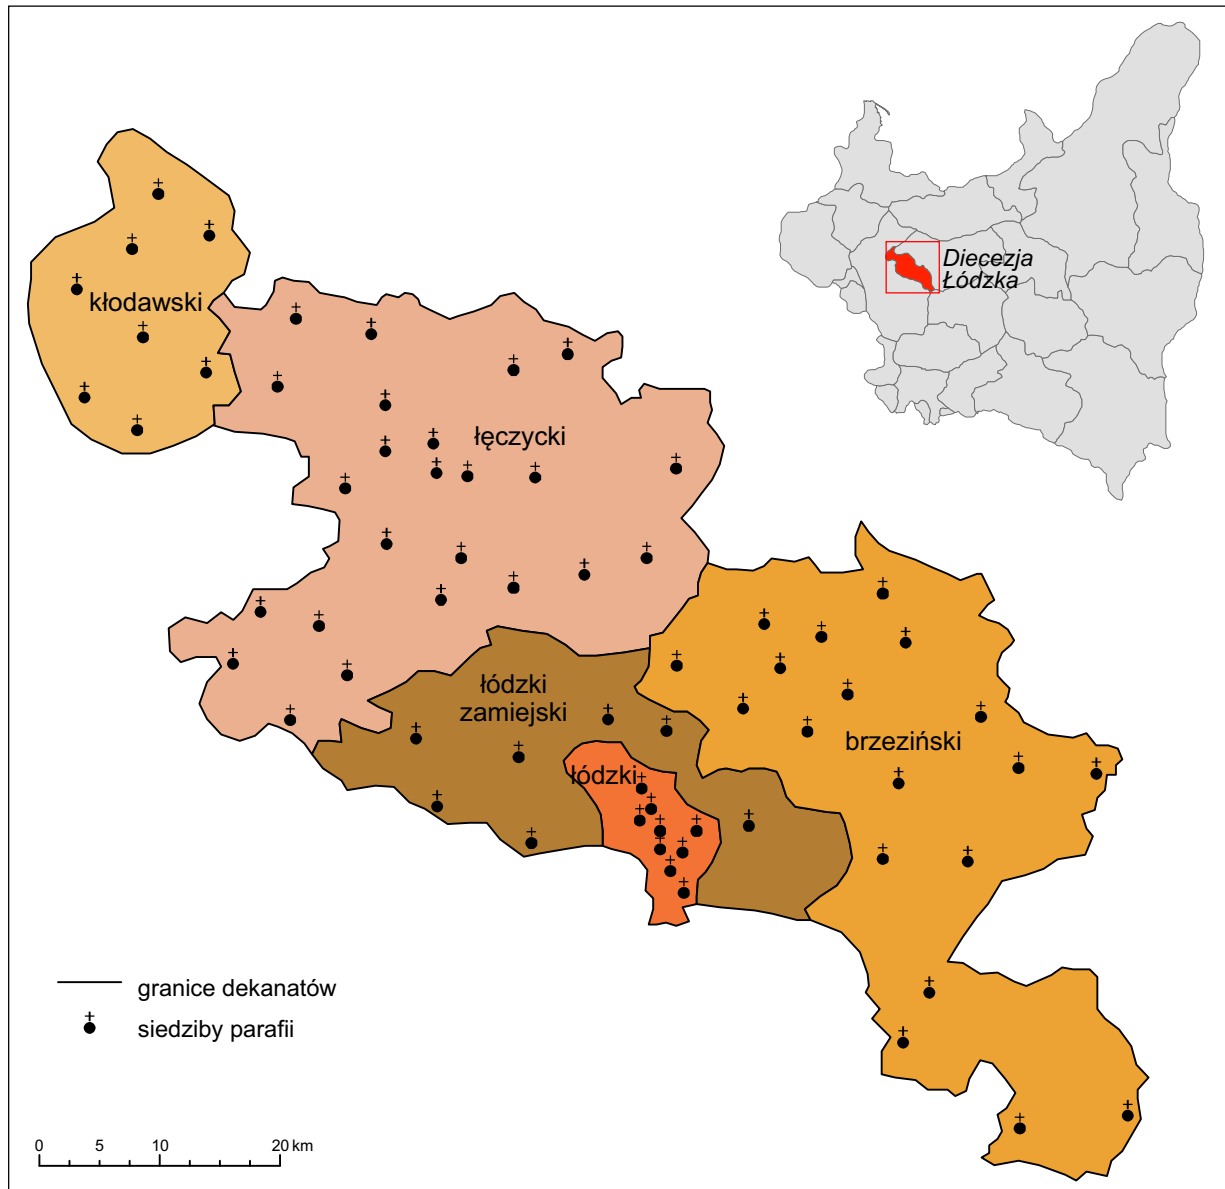 Diecezja
Łódzka
kłodawski
łęczycki
łódzki
zamiejski
brzeziński
łódzki
granice dekanatów
siedziby parafii
0 5 10 20 km